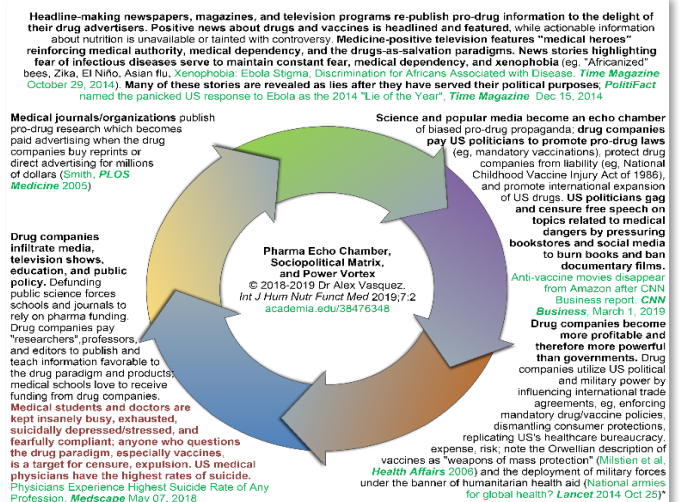 Headline-making newspapers, magazines, and television programs re-publish pro-drug information to the delight of
their drug advertisers. Positive news about drugs and vaccines is headlined and featured, while actionable information
about nutrition is unavailable or tainted with controversy. Medicine-positive television features "medical heroes"
reinforcing medical authority, medical dependency, and the drugs-as-salvation paradigms. News stories highlighting
fear of infectious diseases serve to maintain constant fear, medical dependency, and xenophobia (eg. "Africanized"
bees, Zika, El Niño, Asian flu, Xenophobia: Ebola Stigma, Discrimination for Africans Associated with Disease. Time Magazine
October 29, 2014). Many of these stories are revealed as lies after they have served their political purposes; PolitiFact
named the panicked US response to Ebola as the 2014 "Lie of the Year", Time Magazine Dec 15, 2014
Medical journals/organizations publish
pro-drug research which becomes
paid advertising when the drug
companies buy reprints or
direct advertising for millions
of dollars (Smith, PLOS
Medicine 2005)
Science and popular media become an echo chamber
of biased pro-drug propaganda; drug companies
pay US politicians to promote pro-drug laws
(eg, mandatory vaccinations), protect drug
companies from liability (eg, National
Childhood Vaccine Injury Act of 1986),
and promote international expansion
of US drugs. US politicians gag
and censure free speech on
topics related to medical
dangers by pressuring
bookstores and social media
to burn books and ban
documentary films.
Anti-vaccine movies disappear
from Amazon after CNN
Business report. CNN
Business, March 1, 2019
Drug companies
infiltrate media,
television shows,
education, and public
policy. Defunding
public science forces
schools and journals to
rely on pharma funding.
Drug companies pay
"researchers",professors,
and editors to publish and
teach information favorable to
the drug paradigm and products;
medical schools love to receive
funding from drug companies.
Medical students and doctors are
kept insanely busy, exhausted,
suicidally depressed/stressed, and
fearfully compliant; anyone who questions
the drug paradigm, especially vaccines,
is a target for censure, expulsion. US medical
physicians have the highest rates of suicide.
Physicians Experience Highest Suicide Rate of Any
Profession. Medscape May 07, 2018
Pharma Echo Chamber,
Sociopolitical Matrix,
and Power Vortex
© 2018-2019 Dr Alex Vasquez.
Int J Hum Nutr Funct Med 2019;7:2
academia.edu/38476348
Drug companies become
more profitable and
therefore more powerful
than governments. Drug
companies utilize US political
and military power by
influencing international trade
agreements, eg, enforcing
mandatory drug/vaccine policies,
dismantling consumer protections,
replicating US's healthcare bureaucracy,
expense, risk; note the Orwellian description of
vaccines as "weapons of mass protection" (Milstien et al,
Health Affairs 2006) and the deployment of military forces
under the banner of humanitarian health aid (National armies
for global health? Lancet 2014 Oct 25)*